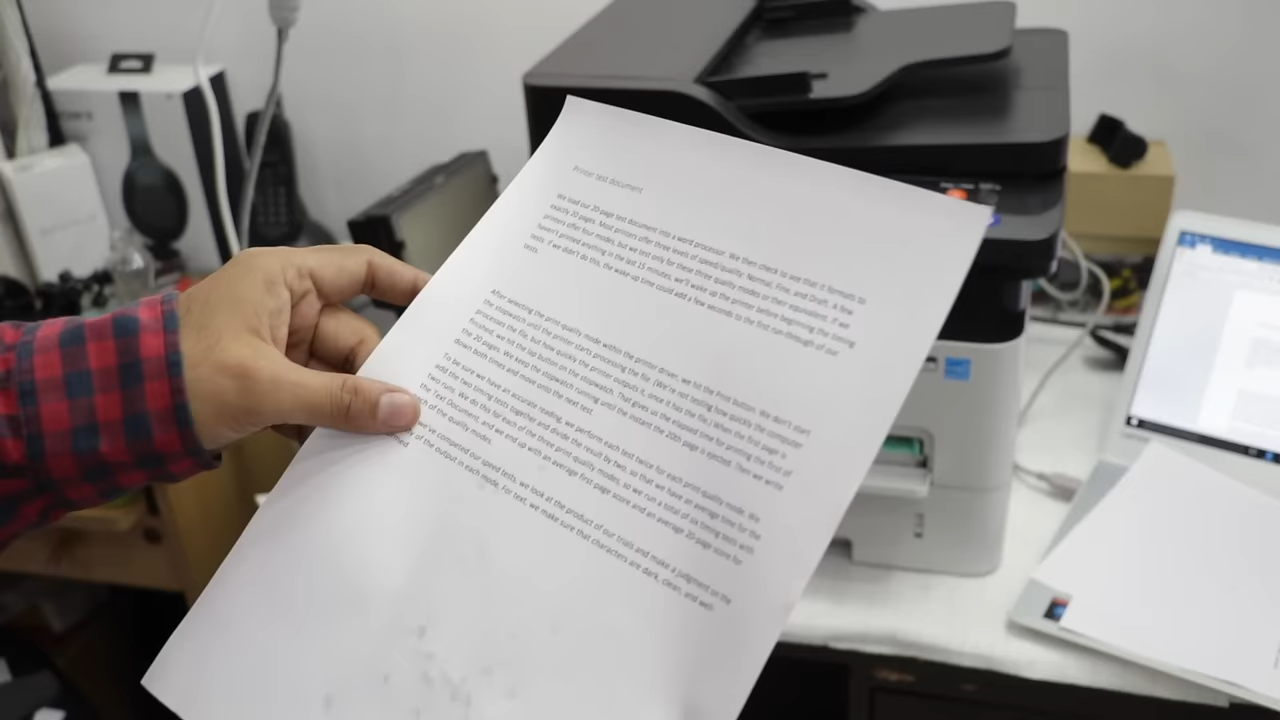 Printer test document
We load our 20-page test document into a word processor. We then check to see that it formats to
exactly 20 pages. Most printers offer three levels of speed/quality: Normal, Fine, and Draft. A few
printers offer four modes, but we test only for these three quality modes or their equivalent. If we
haven't printed anything in the last 15 minutes, we'll wake up the printer before beginning the timing
tests. If we didn't do this, the wake-up time could add a few seconds to the first run-through of our
tests.
After selecting the print quality mode within the printer driver, we hit the Print button. We don't start
the stopwatch until the printer starts processing the file. (We're not testing how quickly the computer
processes the file, but how quickly the printer outputs it, once it has the file.) When the first page is
finished, we hit the lap button on the stopwatch. That gives us the elapsed time for printing the first of
the 20 pages. We keep the stopwatch running until the instant the 20th page is ejected. Then we write
down both times and move onto the next test.
To be sure we have an accurate reading, we perform each test twice for each print-quality mode. We
add the two timing tests together and divide the result by two, so that we have an average time for the
two runs. We do this for each of the three print quality modes, so we run a total of six timing tests with
the Text Document, and we end up with an average first-page score and an average 20-page score for
each of the quality modes.
we've competed our speed tests, we look at the product of our trials and make a judgment on the
of the output in each mode. For text, we make sure that characters are dark, clean, and well-